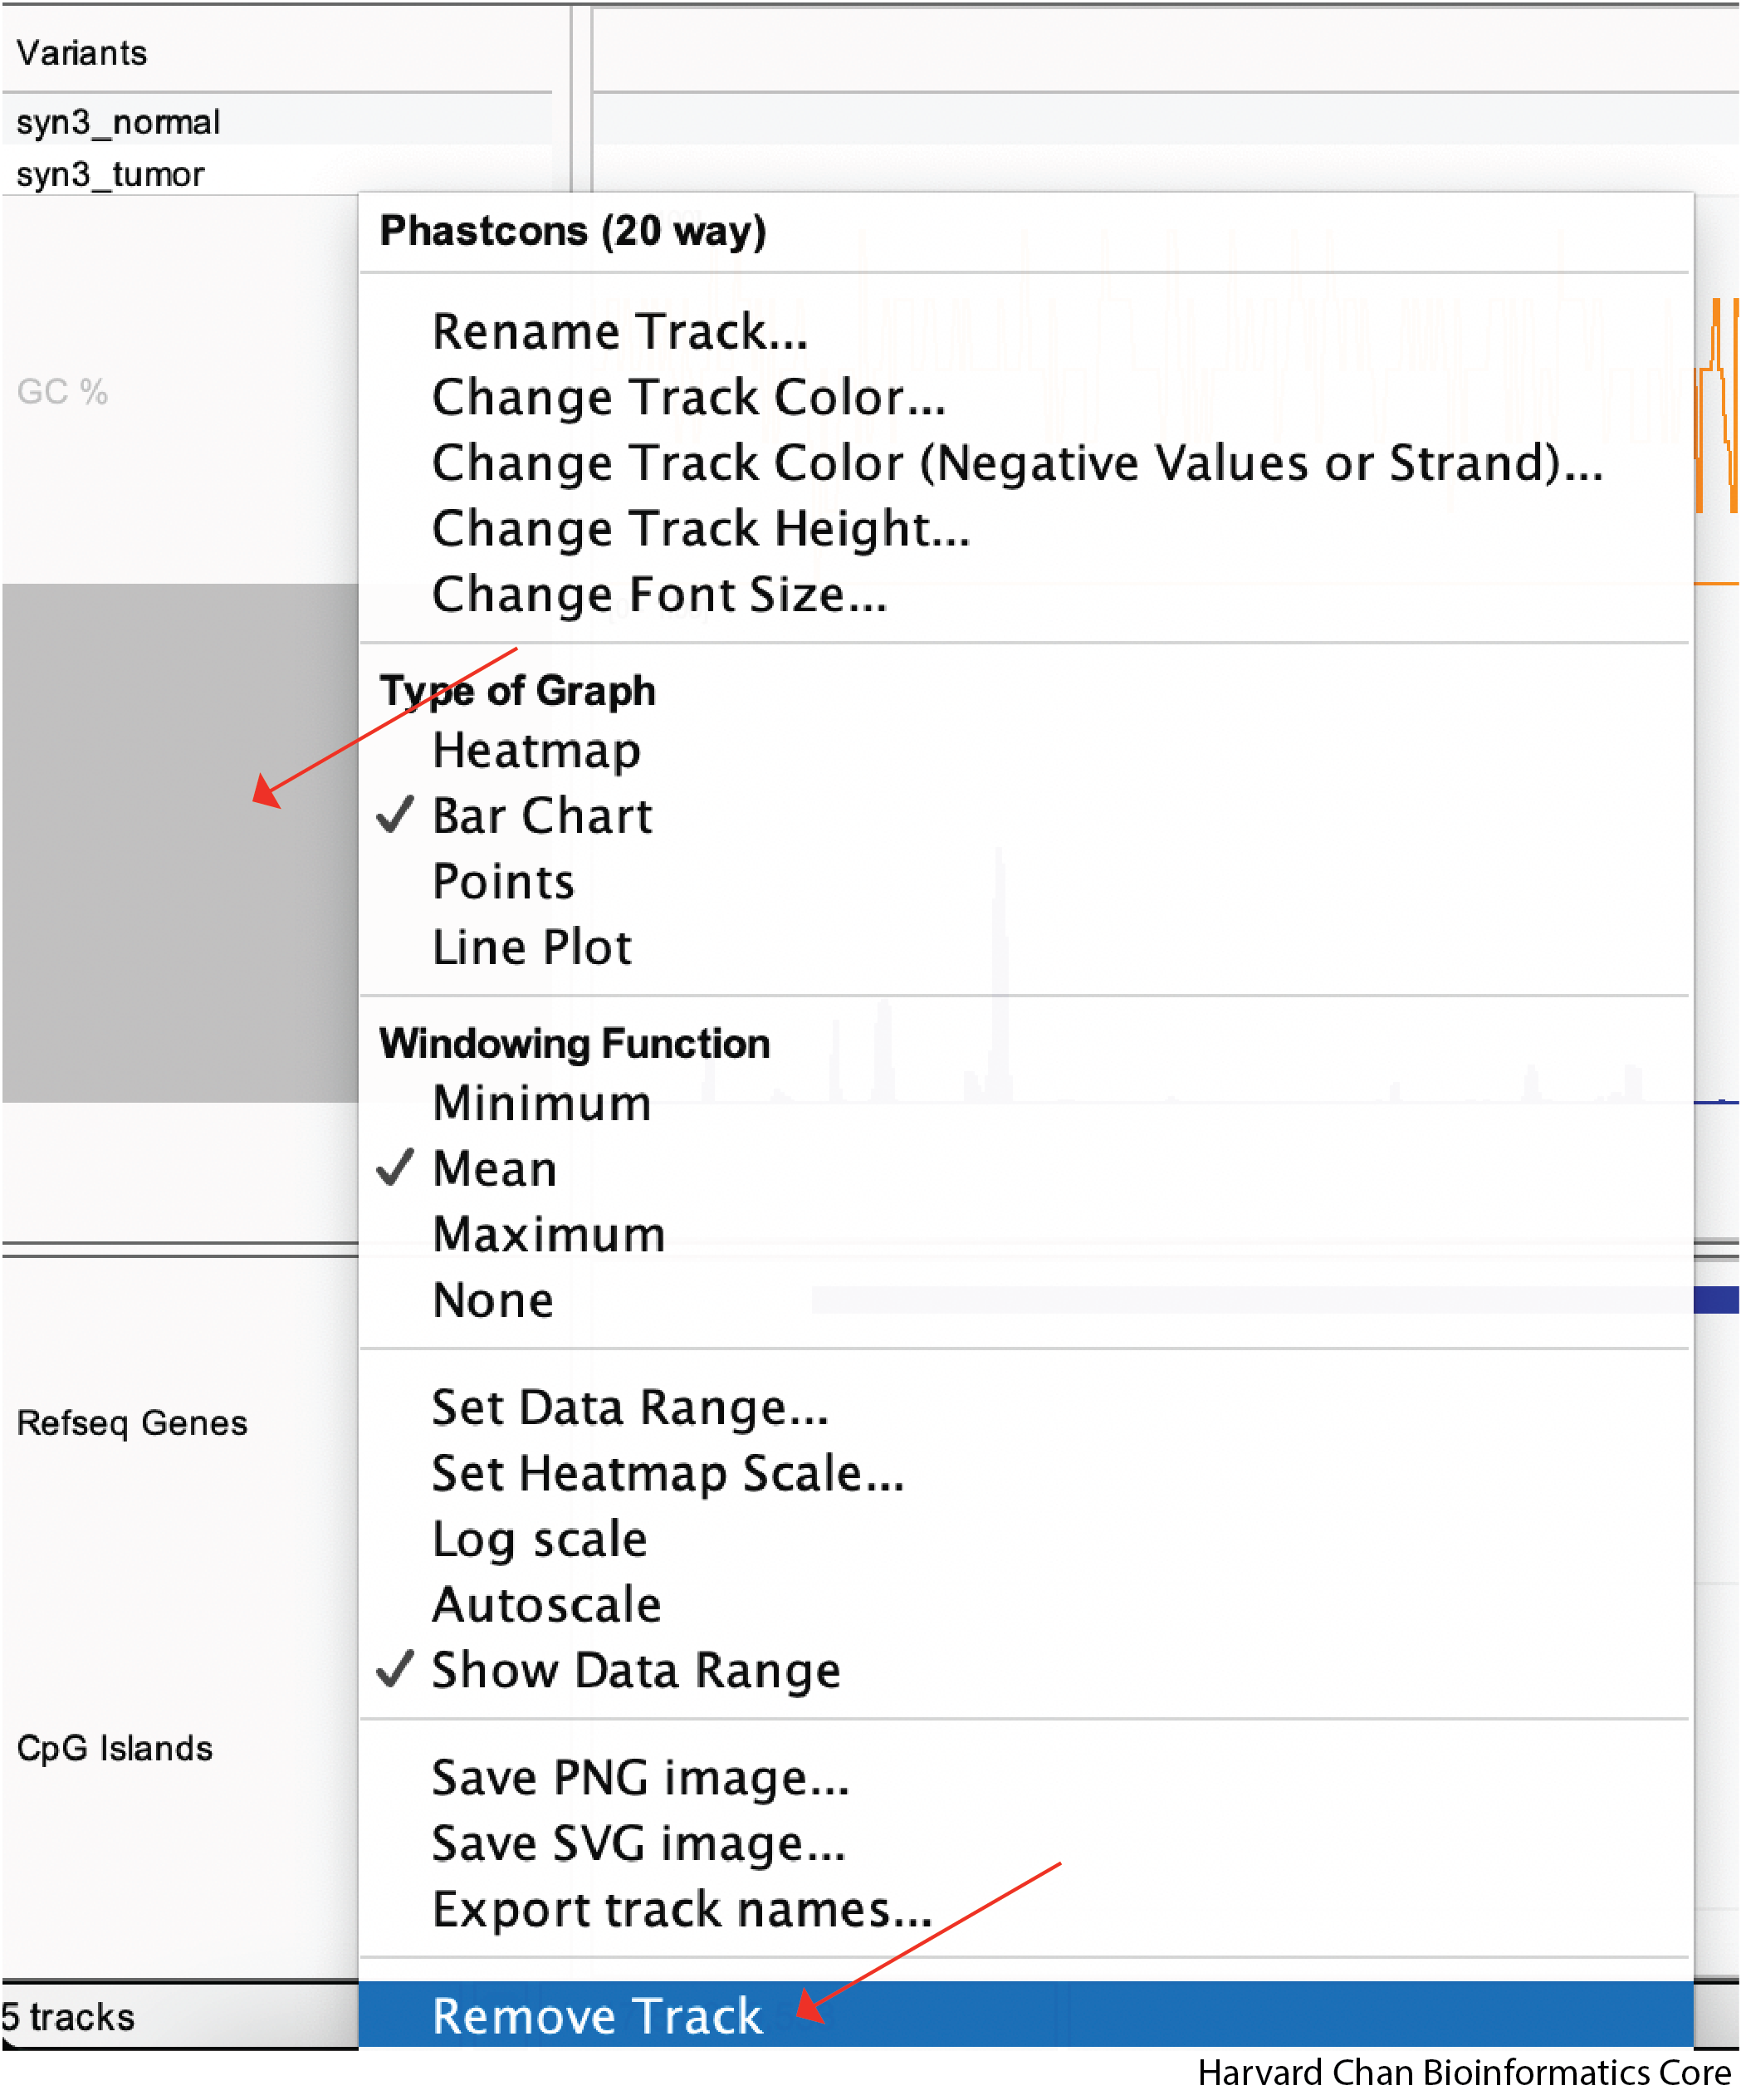 Variants
syn3_normal
syn3_tumor
Phastcons (20 way)
Rename Track...
Change Track Color...
GC %
Change Track Color (Negative Values or Strand)...
Change Track Height...
Change Font Size...
Type of Graph
Heatmap
✓ Bar Chart
Points
Line Plot
Windowing Function
Minimum
✓ Mean
Maximum
None
Refseq Genes
Set Data Range...
Set Heatmap Scale...
Log scale
Autoscale
✓ Show Data Range
CpG Islands
Save PNG image...
Save SVG image...
Export track names...
5 tracks
Remove Track
Harvard Chan Bioinformatics Core